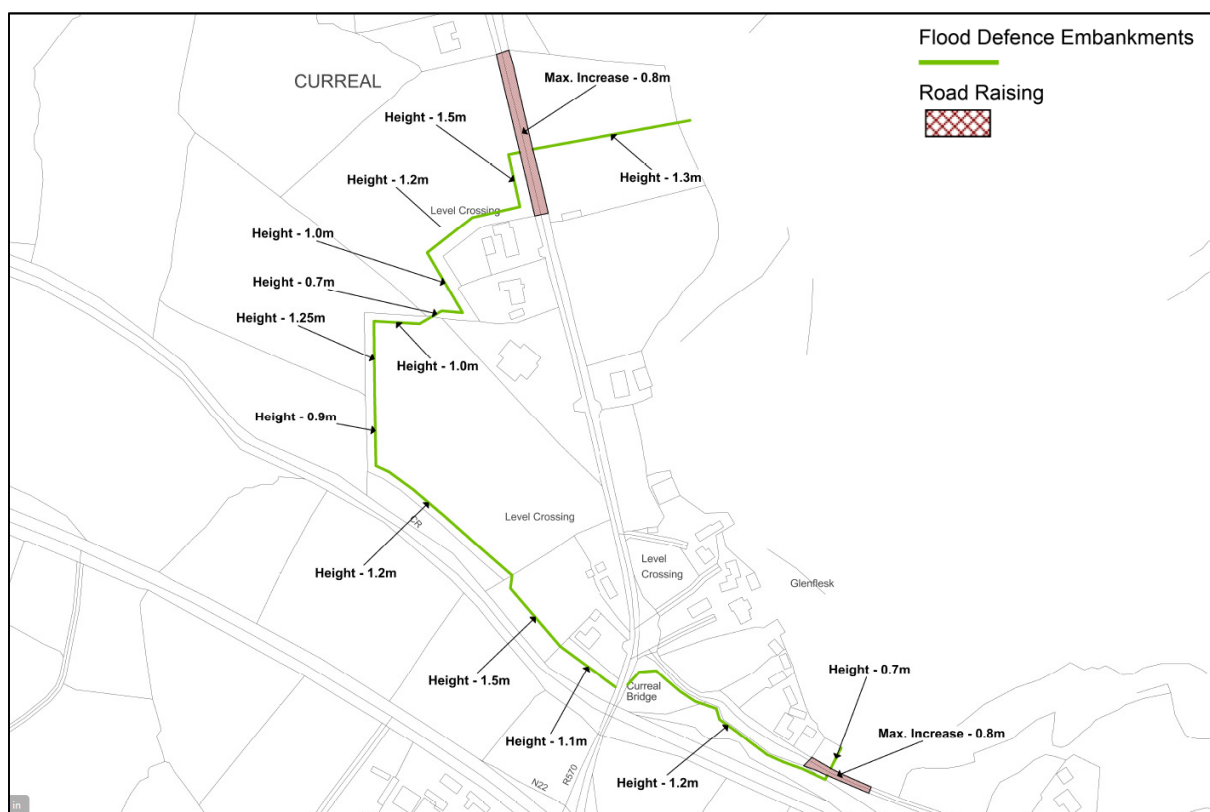 Flood Defence Embankments
Road Raising
CURREAL
Max. Increase - 0.8m
Height - 1.5m
Height - 1.2m
Height - 1.3m
Level Crossing
Height - 1.0m
Height - 0.7m
Height - 1.25m
Height - 1.0m
Height - 0.9m
Level Crossing
CR
Level
Crossing
Height - 1.2m
Glenflesk
Height - 1.5m
Height - 0.7m
Curreal
Bridge
Max. Increase - 0.8m
Height - 1.1m
Height - 1.2m
N22
R570
in